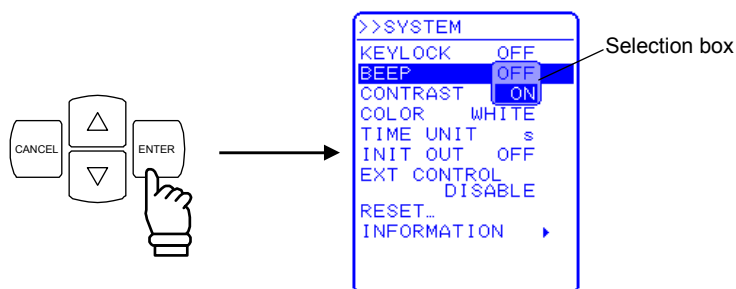 CANCEL
ENTER
>>SYSTEM
KEYLOCK OFF
BEEP OFF
CONTRAST ON
COLOR WHITE
TIME UNIT s
INIT OUT OFF
EXT CONTROL
DISABLE
RESET…
INFORMATION
Selection box